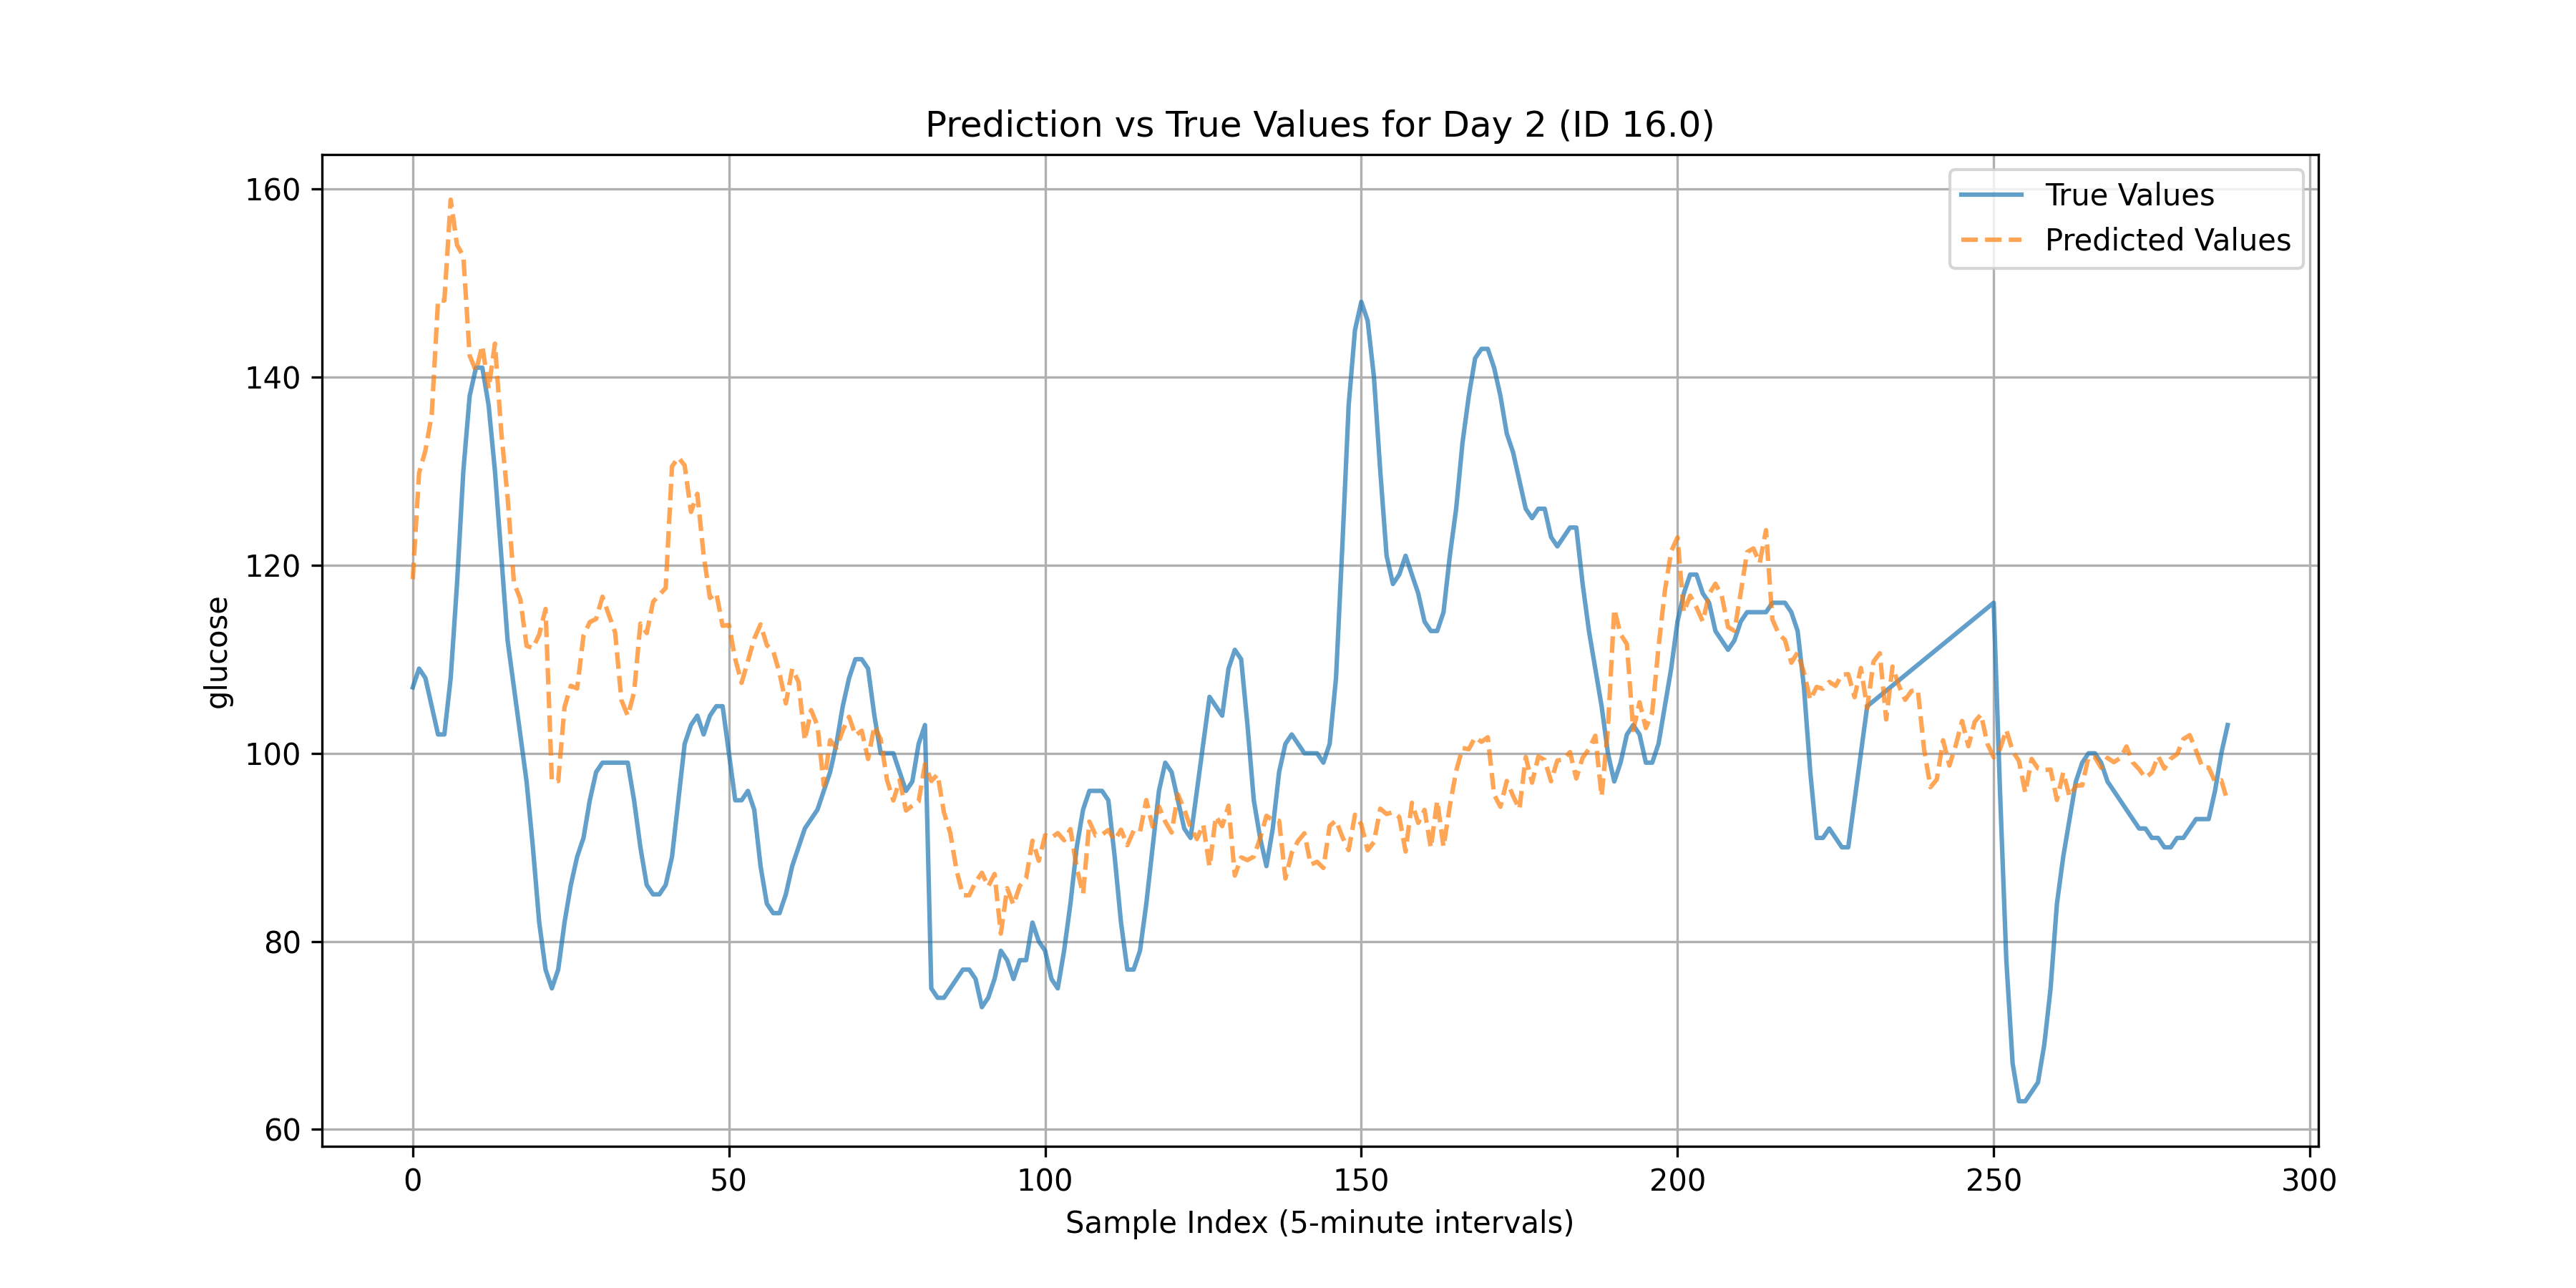 Prediction vs True Values for Day 2 (ID 16.0)
True Values
Predicted Values
glucose
160
140
120
100
80
60
0 50 100 150 200 250 300
Sample Index (5-minute intervals)